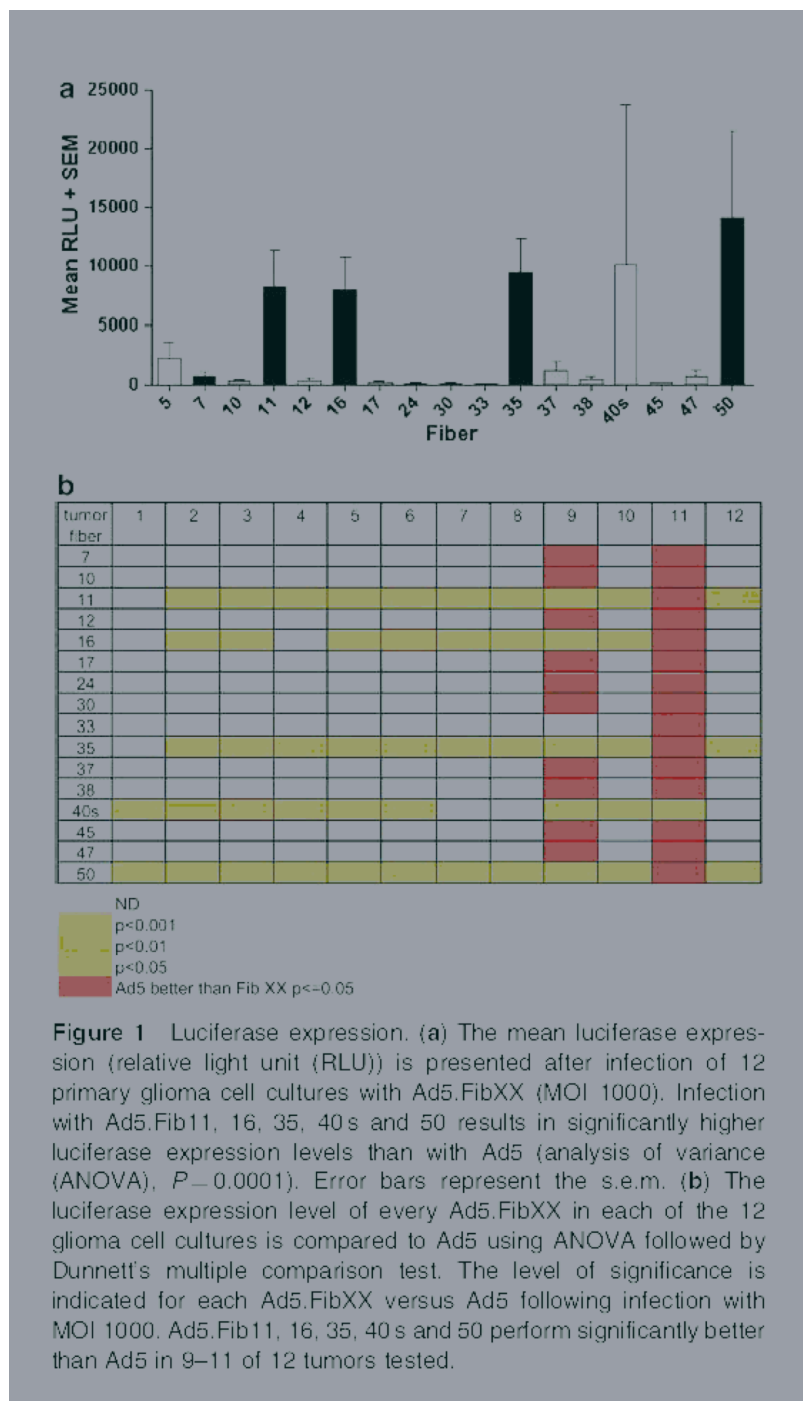 a
25000
20000
15000
10000
5000
0
Mean RLU + SEM
5 7 10 11 12 16 17 24 30 33 35 37 38 40s 45 47 50
Fiber
b
tumor 1 2 3 4 5 6 7 8 9 10 11 12
fiber
7
10
11
12
16
17
24
30
33
35
37
38
40s
45
47
50
ND
p<0.001
p<0.01
p<0.05
Ad5 better than Fib XX p<=0.05
Figure 1 Luciferase expression. (a) The mean luciferase expres-
sion (relative light unit (RLU)) is presented after infection of 12
primary glioma cell cultures with Ad5.FibXX (MOI 1000). Infection
with Ad5.Fib11, 16, 35, 40 s and 50 results in significantly higher
luciferase expression levels than with Ad5 (analysis of variance
(ANOVA), P=0.0001). Error bars represent the s.e.m. (b) The
luciferase expression level of every Ad5.FibXX in each of the 12
glioma cell cultures is compared to Ad5 using ANOVA followed by
Dunnett's multiple comparison test. The level of significance is
indicated for each Ad5.FibXX versus Ad5 following infection with
MOI 1000. Ad5.Fib11, 16, 35, 40 s and 50 perform significantly better
than Ad5 in 9–11 of 12 tumors tested.